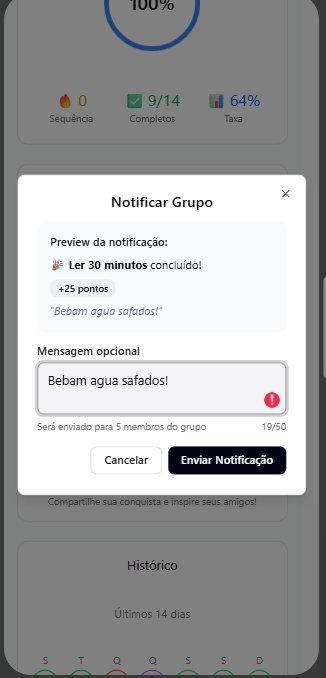 100%
0
9/14
64%
Sequência
Completos
Taxa
Notificar Grupo
Preview da notificação:
Ler 30 minutos concluído!
+25 pontos
"Bebam agua safados!"
Mensagem opcional
Bebam agua safados!
Será enviado para 5 membros do grupo
19/50
Cancelar
Enviar Notificação
Compartilhe sua conquista e inspire seus amigos!
Histórico
Últimos 14 dias
S T Q Q S S D